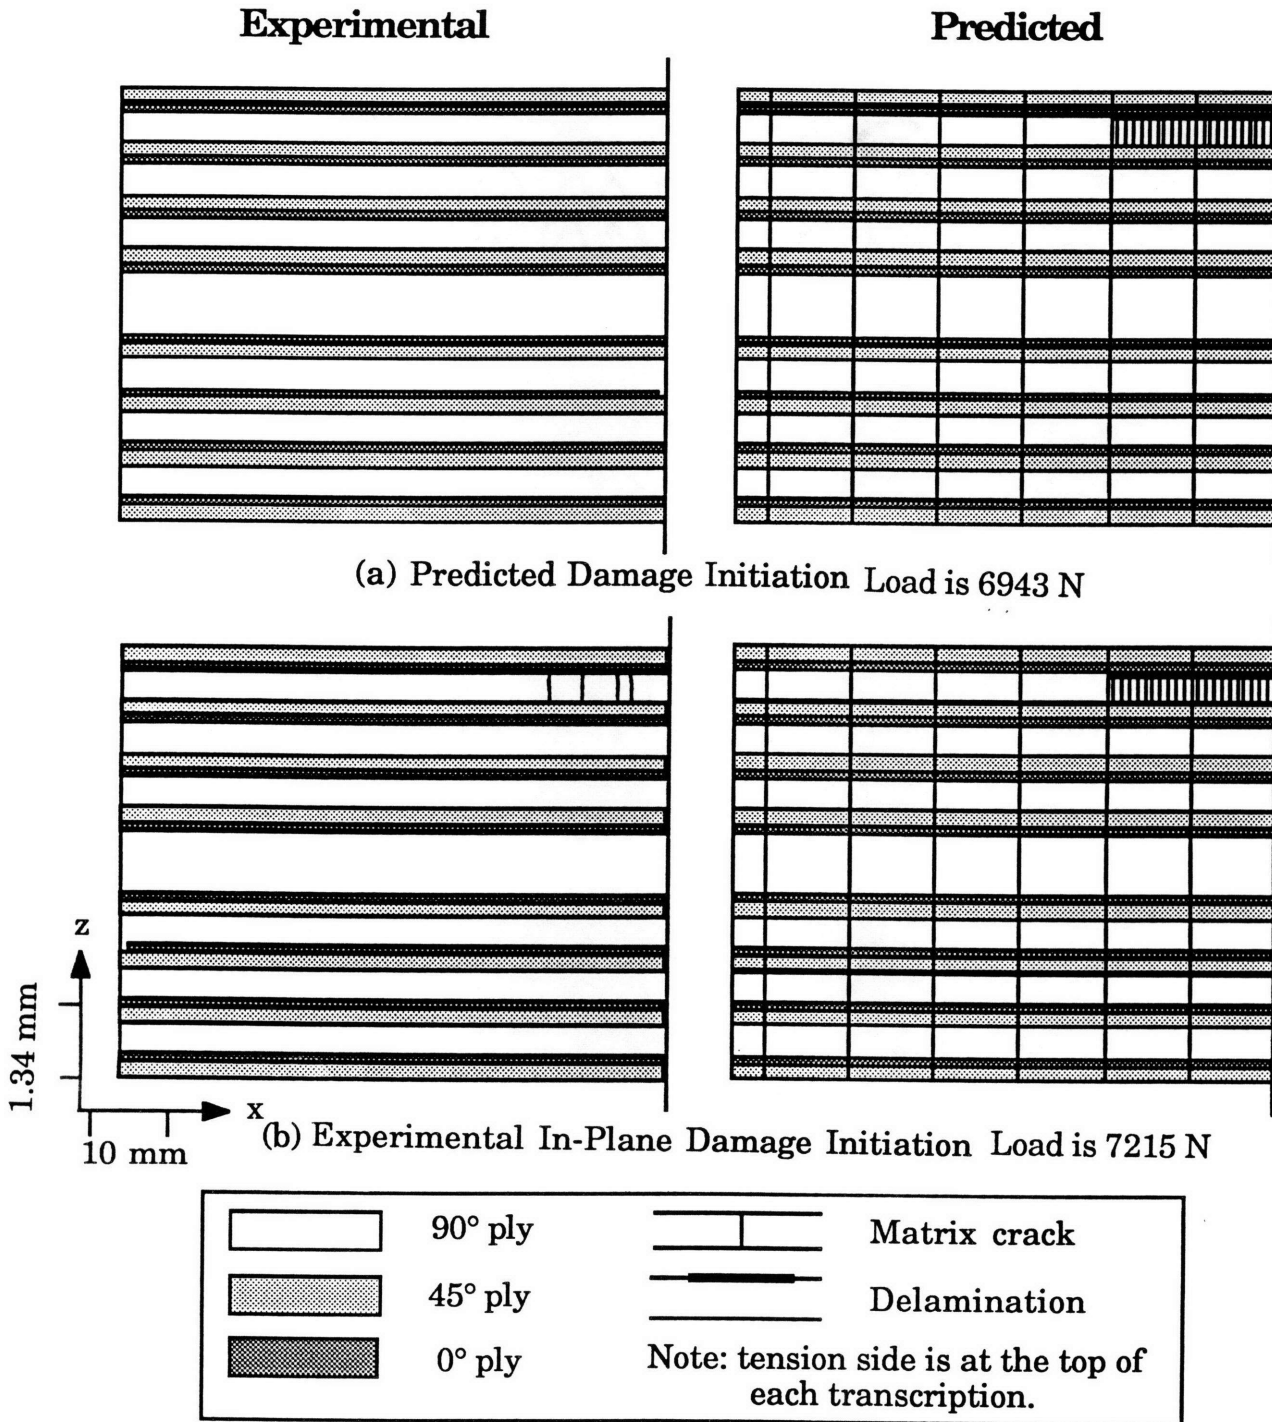 Experimental
Predicted
(a) Predicted Damage Initiation Load is 6943 N
z
1.34 mm
x
10 mm
(b) Experimental In-Plane Damage Initiation Load is 7215 N
90° ply
Matrix crack
45° ply
Delamination
0° ply
Note: tension side is at the top of
each transcription.